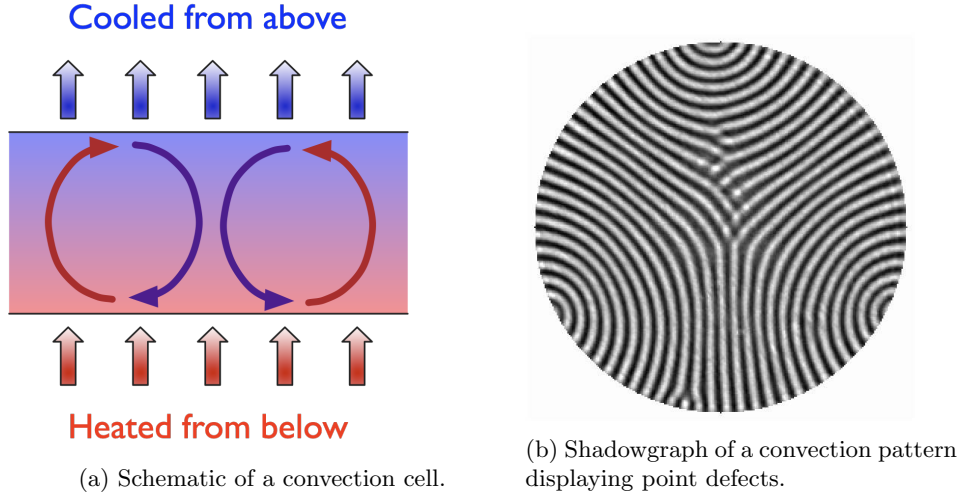 Cooled from above
Heated from below
(a) Schematic of a convection cell.
(b) Shadowgraph of a convection pattern
displaying point defects.